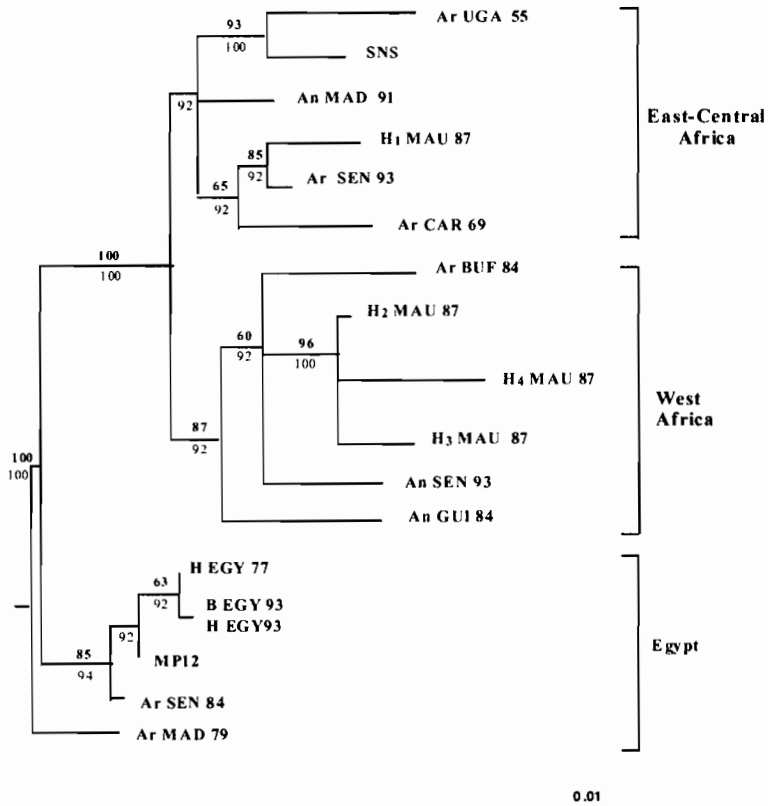 Ar UGA 55
93
100
SNS
92
An MAD 91
East-Central
Africa
H1 MAU 87
85
92
Ar SEN 93
65
92
Ar CAR 69
100
100
Ar BUF 84
H2 MAU 87
60
92
96
100
H4 MAU 87
West
Africa
87
92
H3 MAU 87
100
100
An SEN 93
An GUI 84
H EGY 77
63
92
B EGY 93
H EGY93
92
Egypt
85
94
MP12
Ar SEN 84
Ar MAD 79
0.01